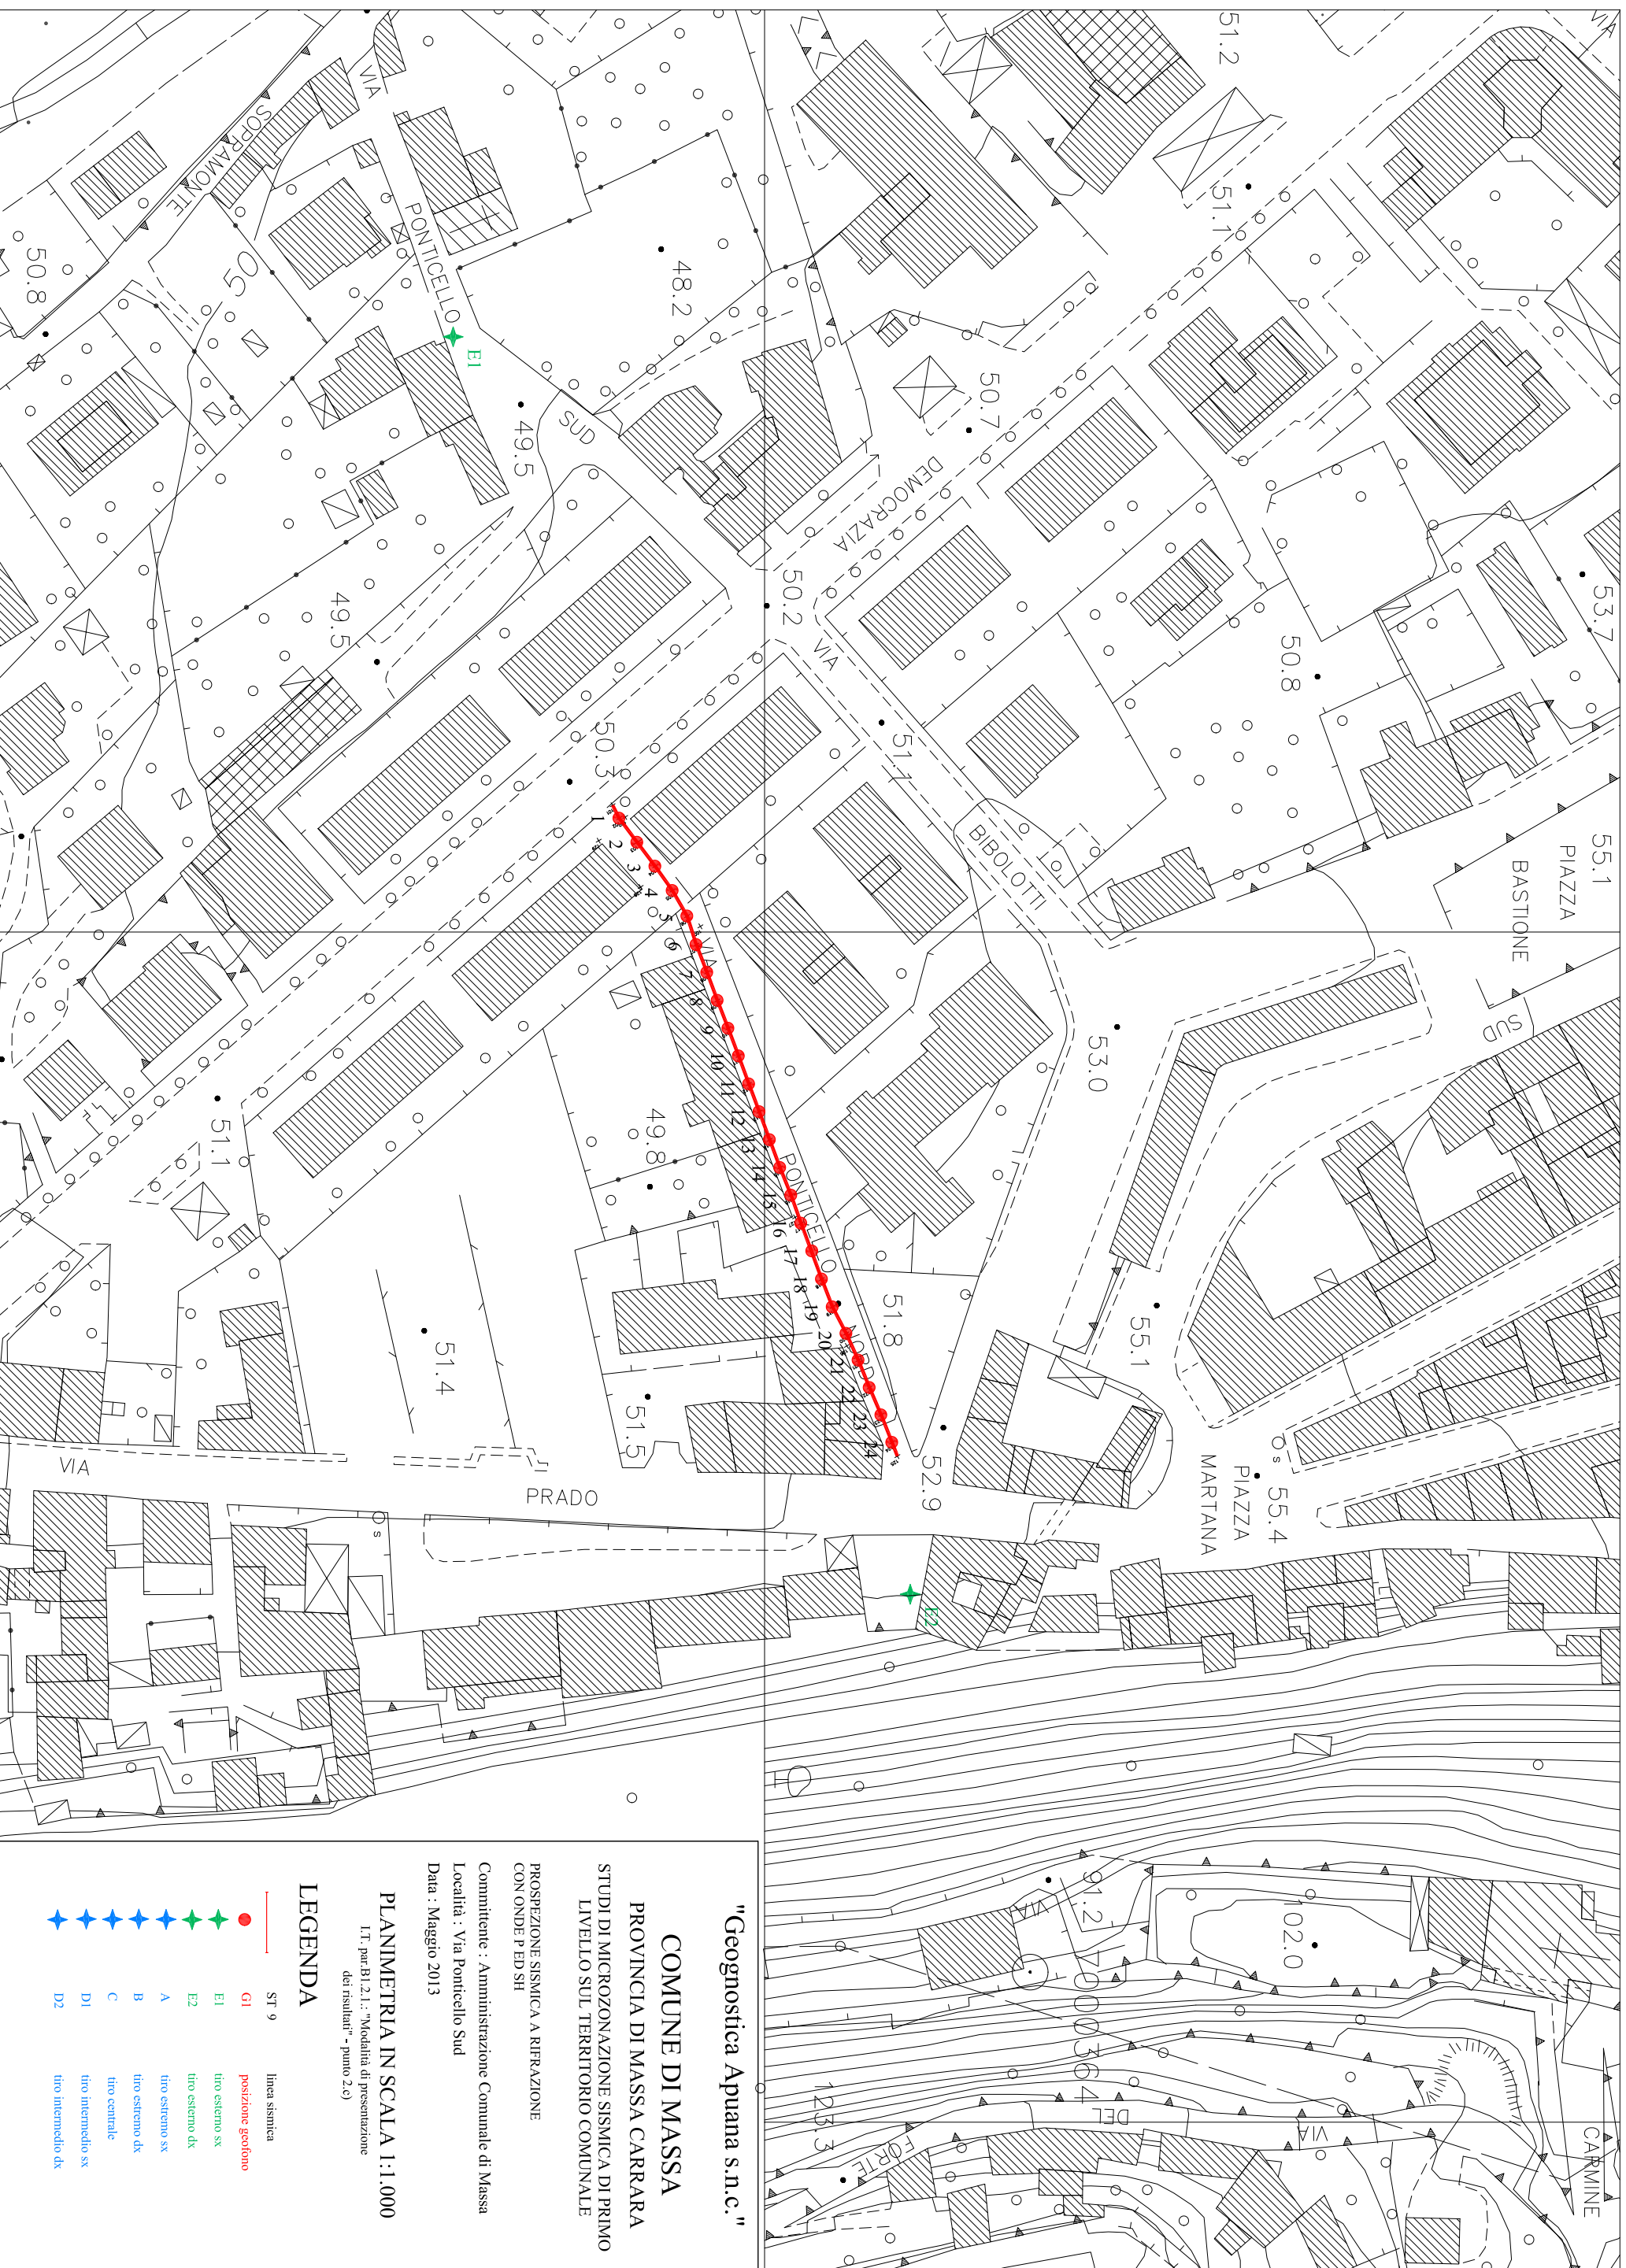 "Geognostica Apuana s.n.c."
COMUNE DI MASSA
PROVINCIA DI MASSA CARRARA
STUDI DI MICROZONAZIONE SISMICA DI PRIMO
LIVELLO SUL TERRITORIO COMUNALE
PROSPEZIONE SISMICA A RIFRAZIONE
CON ONDE P ED SH
Committente : Amministrazione Comunale di Massa
Località : Via Ponticello Sud
Data : Maggio 2013
PLANIMETRIA IN SCALA 1:1.000
I.T. par.B1.2.1.: "Modalità di presentazione
dei risultati" - punto 2.c)
LEGENDA
ST 9 linea sismica
G1 posizione geofono
E1 tiro esterno sx
E2 tiro esterno dx
A tiro estremo sx
B tiro estremo dx
C tiro centrale
D1 tiro intermedio sx
D2 tiro intermedio dx
VIA
51.2
51.1
53.7
50.8
55.1
PIAZZA
BASTIONE
SUD
53.0
55.1
55.4
PIAZZA
MARTANA
s
CARMINE
102.0
VIA
91.2
VIA
DEL
FORTE
123.3
50.7
DEMOCRAZIA
50.2
VIA
BIBOLOTTI
51.1
48.2
SUD
49.5
E1
PONTICELLO
VIA
SOPRAMONTE
50
50.8
49.5
50.3
1
2
3
4
5
6
7
8
9
10
11
12
13
14
15
16
17
18
19
20
21
22
23
24
VIA
PONTICELLO
NORD
51.8
52.9
E2
49.8
51.1
51.4
51.5
VIA
PRADO
s